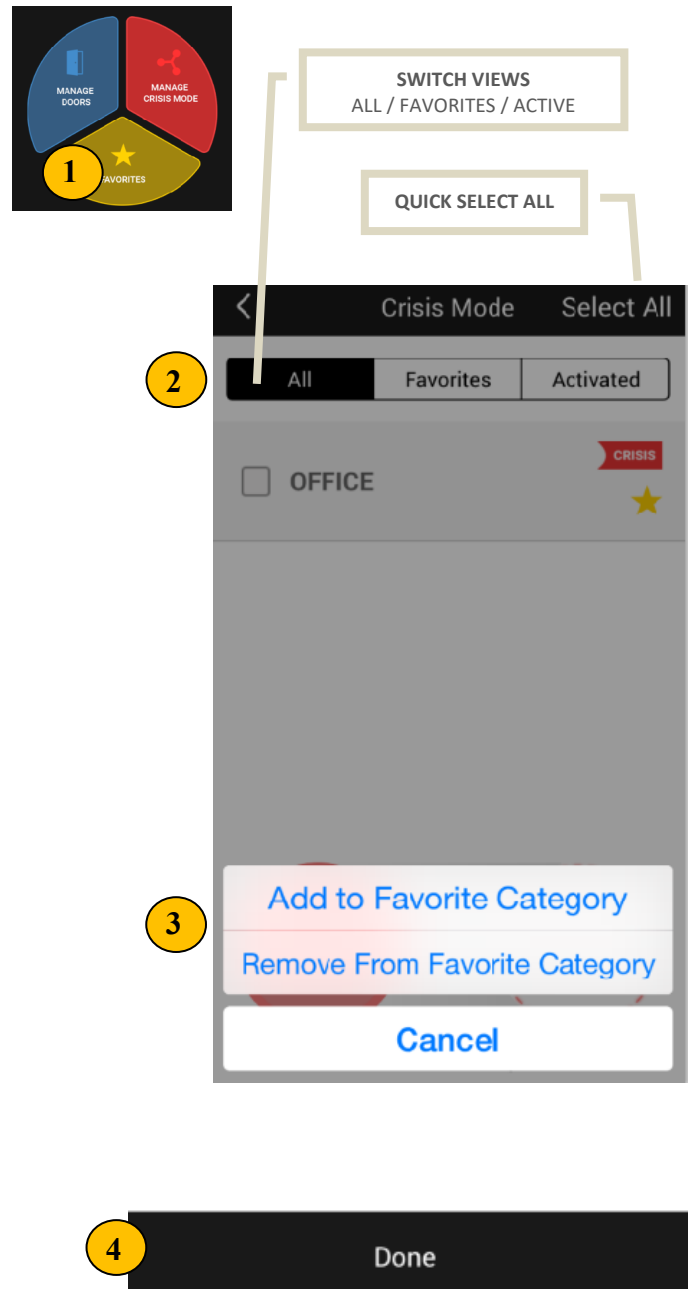 MANAGE
DOORS
MANAGE
CRISIS MODE
1
AVORITES
SWITCH VIEWS
ALL / FAVORITES / ACTIVE
QUICK SELECT ALL
Crisis Mode
Select All
2
All
Favorites
Activated
OFFICE
CRISIS
3
Add to Favorite Category
Remove From Favorite Category
Cancel
4
Done